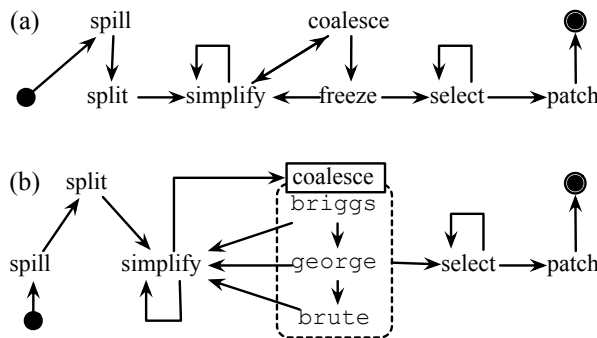 (a) spill coalesce
split simplify freeze select patch
(b) split coalesce
briggs
spill simplify george select patch
brute